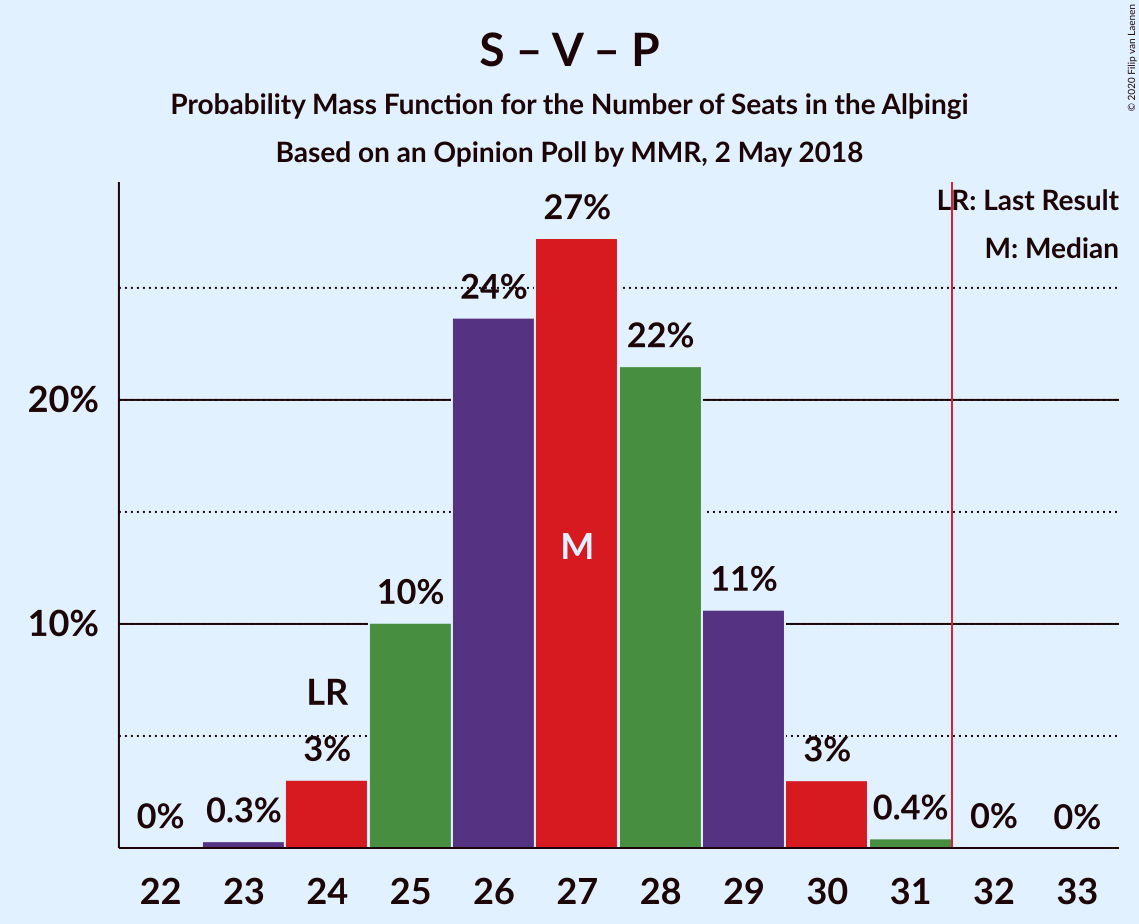 S – V – P
Probability Mass Function for the Number of Seats in the Alþingi
Based on an Opinion Poll by MMR, 2 May 2018
© 2020 Filip van Laenen
LR: Last Result
M: Median
27%
24%
22%
20%
M
11%
10%
10%
LR
3%
3%
0%
0.3%
0.4%
0%
0%
22 23 24 25 26 27 28 29 30 31 32 33